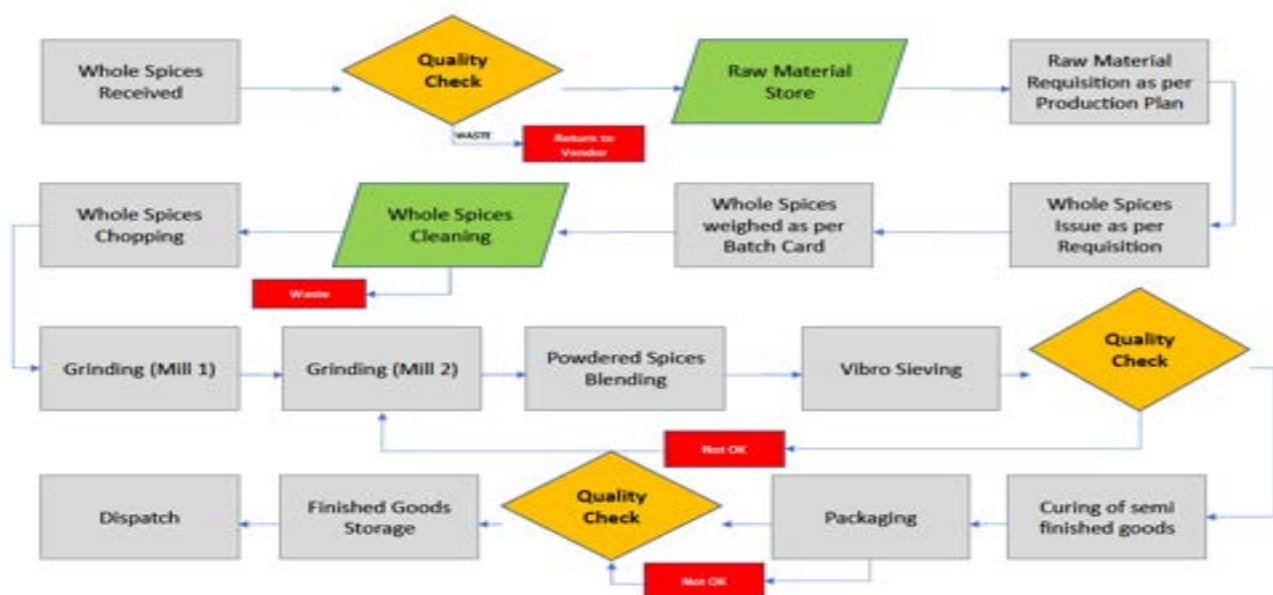 Whole Spices
Received
Quality
Check
Raw Material
Store
Raw Material
Requisition as per
Production Plan
WASTE
Return to
Vendor
Whole Spices
Chopping
Whole Spices
Cleaning
Whole Spices
weighed as per
Batch Card
Whole Spices
Issue as per
Requisition
Waste
Grinding (Mill 1)
Grinding (Mill 2)
Powdered Spices
Blending
Vibro Sieving
Quality
Check
Not OK
Dispatch
Finished Goods
Storage
Quality
Check
Packaging
Curing of semi
finished goods
Not OK